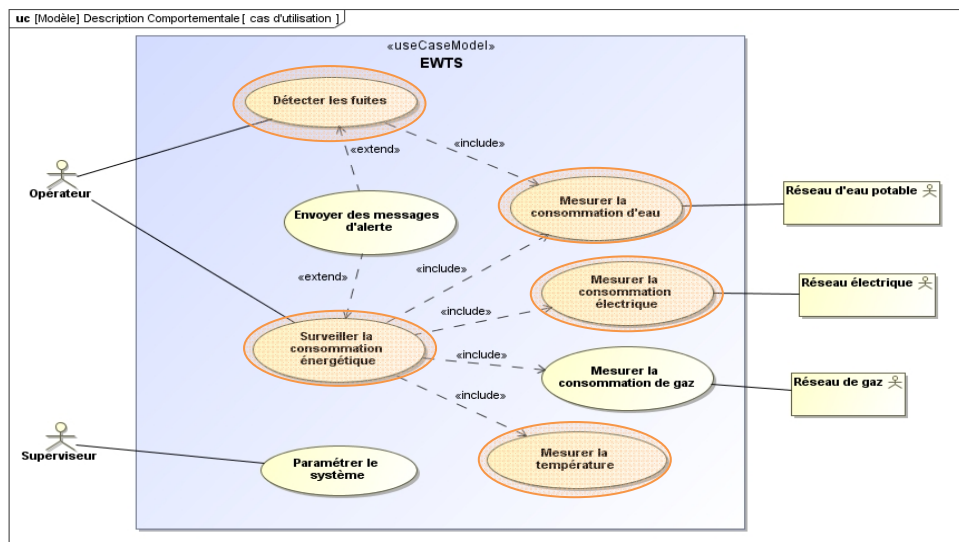 uc [Modèle] Description Comportementale [ cas d'utilisation ]
«useCaseModel»
EWTS
Détecter les fuites
«extend»
«include»
Opérateur
Envoyer des messages
d'alerte
Mesurer la
consommation d'eau
Réseau d'eau potable
«extend»
«include»
Mesurer la
consommation
électrique
Réseau électrique
«include»
Surveiller la
consommation
énergétique
«include»
Mesurer la
consommation de gaz
Réseau de gaz
«include»
Superviseur
Paramétrer le
système
Mesurer la
température